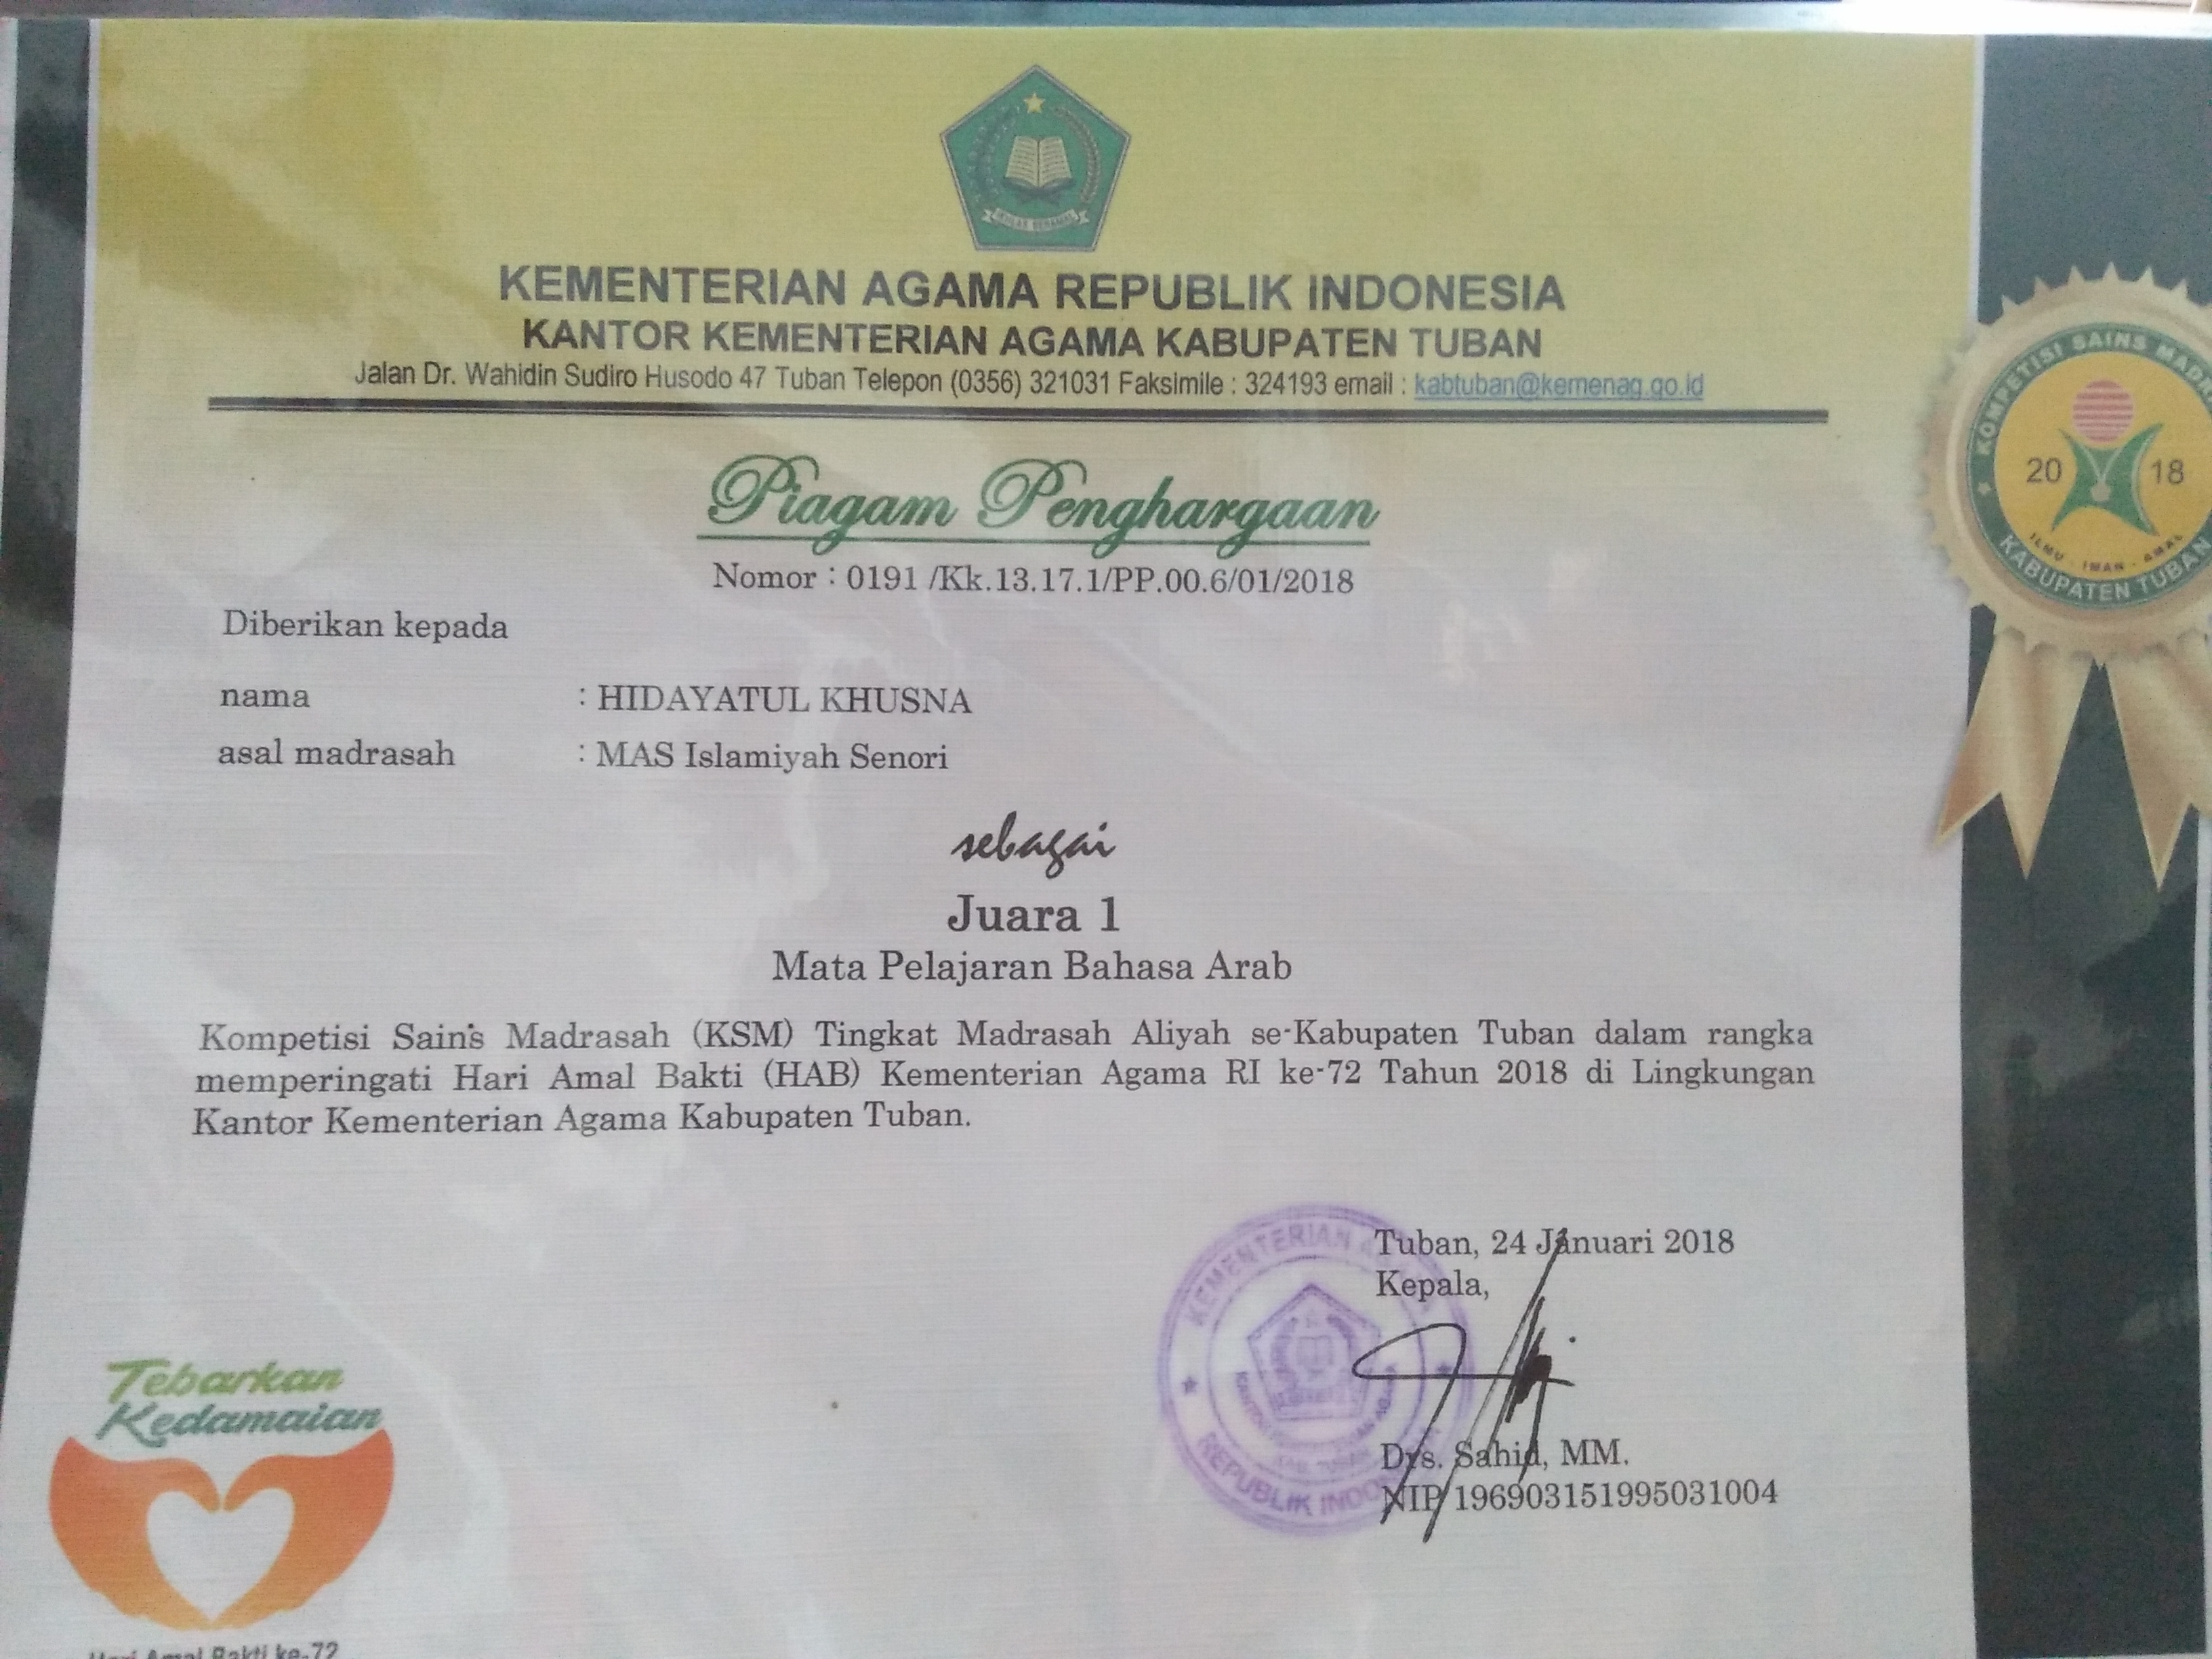 IKHLAS BERAMAL
KEMENTERIAN AGAMA REPUBLIK INDONESIA
KANTOR KEMENTERIAN AGAMA KABUPATEN TUBAN
Jalan Dr. Wahidin Sudiro Husodo 47 Tuban Telepon (0356) 321031 Faksimile : 324193 email : kabtuban@kemenag.go.id
KOMPETISI SAINS
20 18
ILMU - IMAN - AMAL
KABUPATEN TUBAN
Piagam Penghargaan
Nomor : 0191 /Kk.13.17.1/PP.00.6/01/2018
Diberikan kepada
nama : HIDAYATUL KHUSNA
asal madrasah : MAS Islamiyah Senori
sebagai
Juara 1
Mata Pelajaran Bahasa Arab
Kompetisi Sains Madrasah (KSM) Tingkat Madrasah Aliyah se-Kabupaten Tuban dalam rangka
memperingati Hari Amal Bakti (HAB) Kementerian Agama RI ke-72 Tahun 2018 di Lingkungan
Kantor Kementerian Agama Kabupaten Tuban.
Tuban, 24 Januari 2018
Kepala,
KEMENTERIAN
REPUBLIK
Drs. Sahid, MM.
NIP 196903151995031004
Tebarkan
Kedamaian
Hari Amal Bakti ke-72